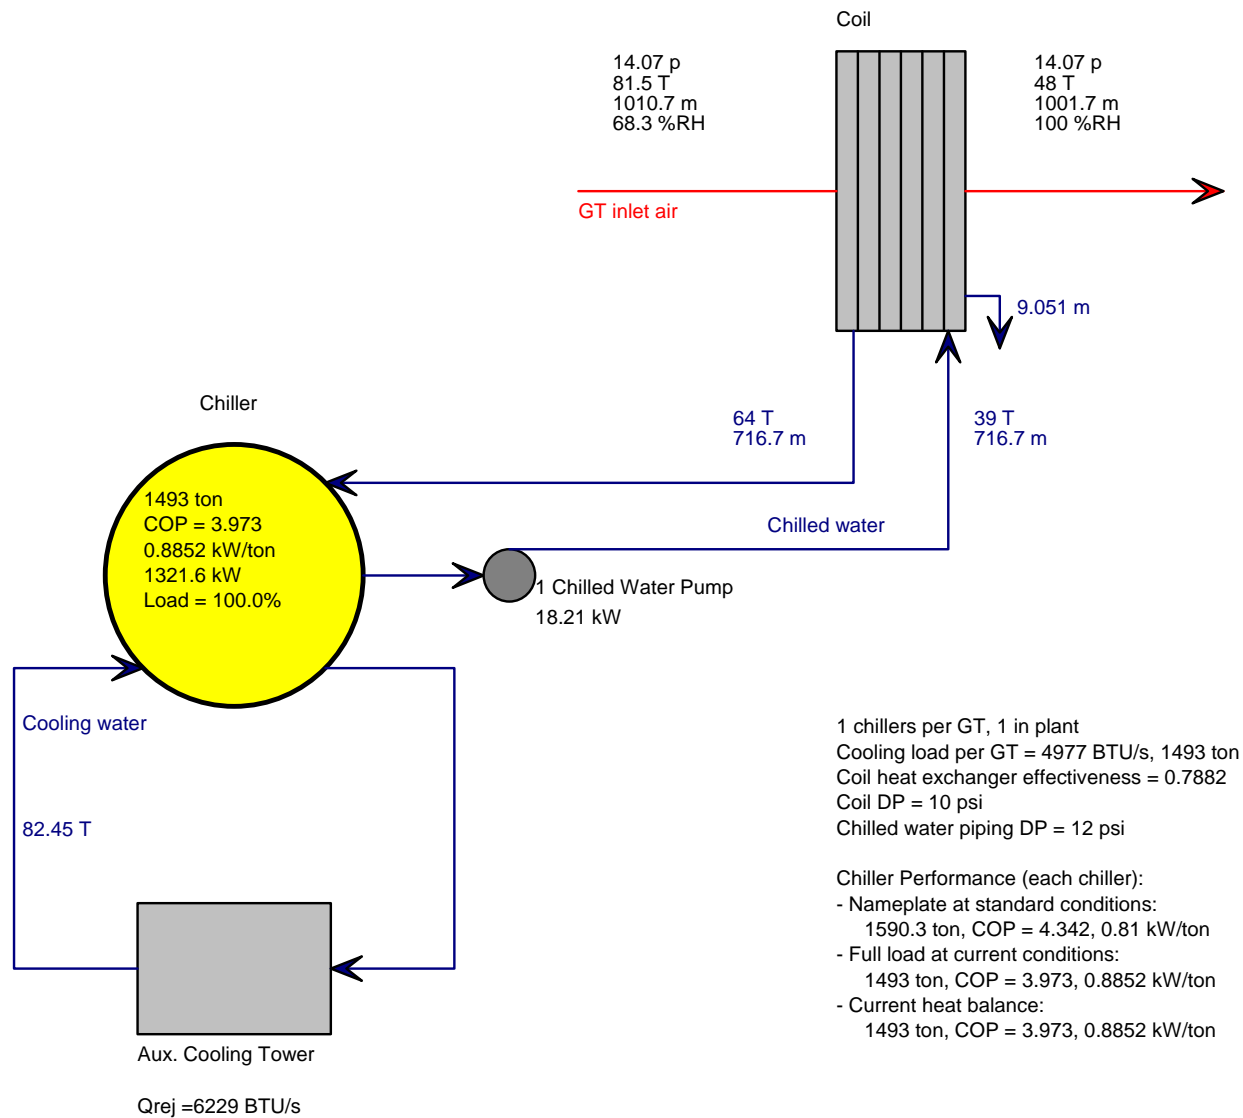 Coil
14.07 p
81.5 T
1010.7 m
68.3 %RH
14.07 p
48 T
1001.7 m
100 %RH
GT inlet air
9.051 m
Chiller
64 T
716.7 m
39 T
716.7 m
1493 ton
COP = 3.973
0.8852 kW/ton
1321.6 kW
Load = 100.0%
Chilled water
1 Chilled Water Pump
18.21 kW
Cooling water
82.45 T
1 chillers per GT, 1 in plant
Cooling load per GT = 4977 BTU/s, 1493 ton
Coil heat exchanger effectiveness = 0.7882
Coil DP = 10 psi
Chilled water piping DP = 12 psi
Chiller Performance (each chiller):
- Nameplate at standard conditions:
1590.3 ton, COP = 4.342, 0.81 kW/ton
- Full load at current conditions:
1493 ton, COP = 3.973, 0.8852 kW/ton
- Current heat balance:
1493 ton, COP = 3.973, 0.8852 kW/ton
Aux. Cooling Tower
Qrej =6229 BTU/s